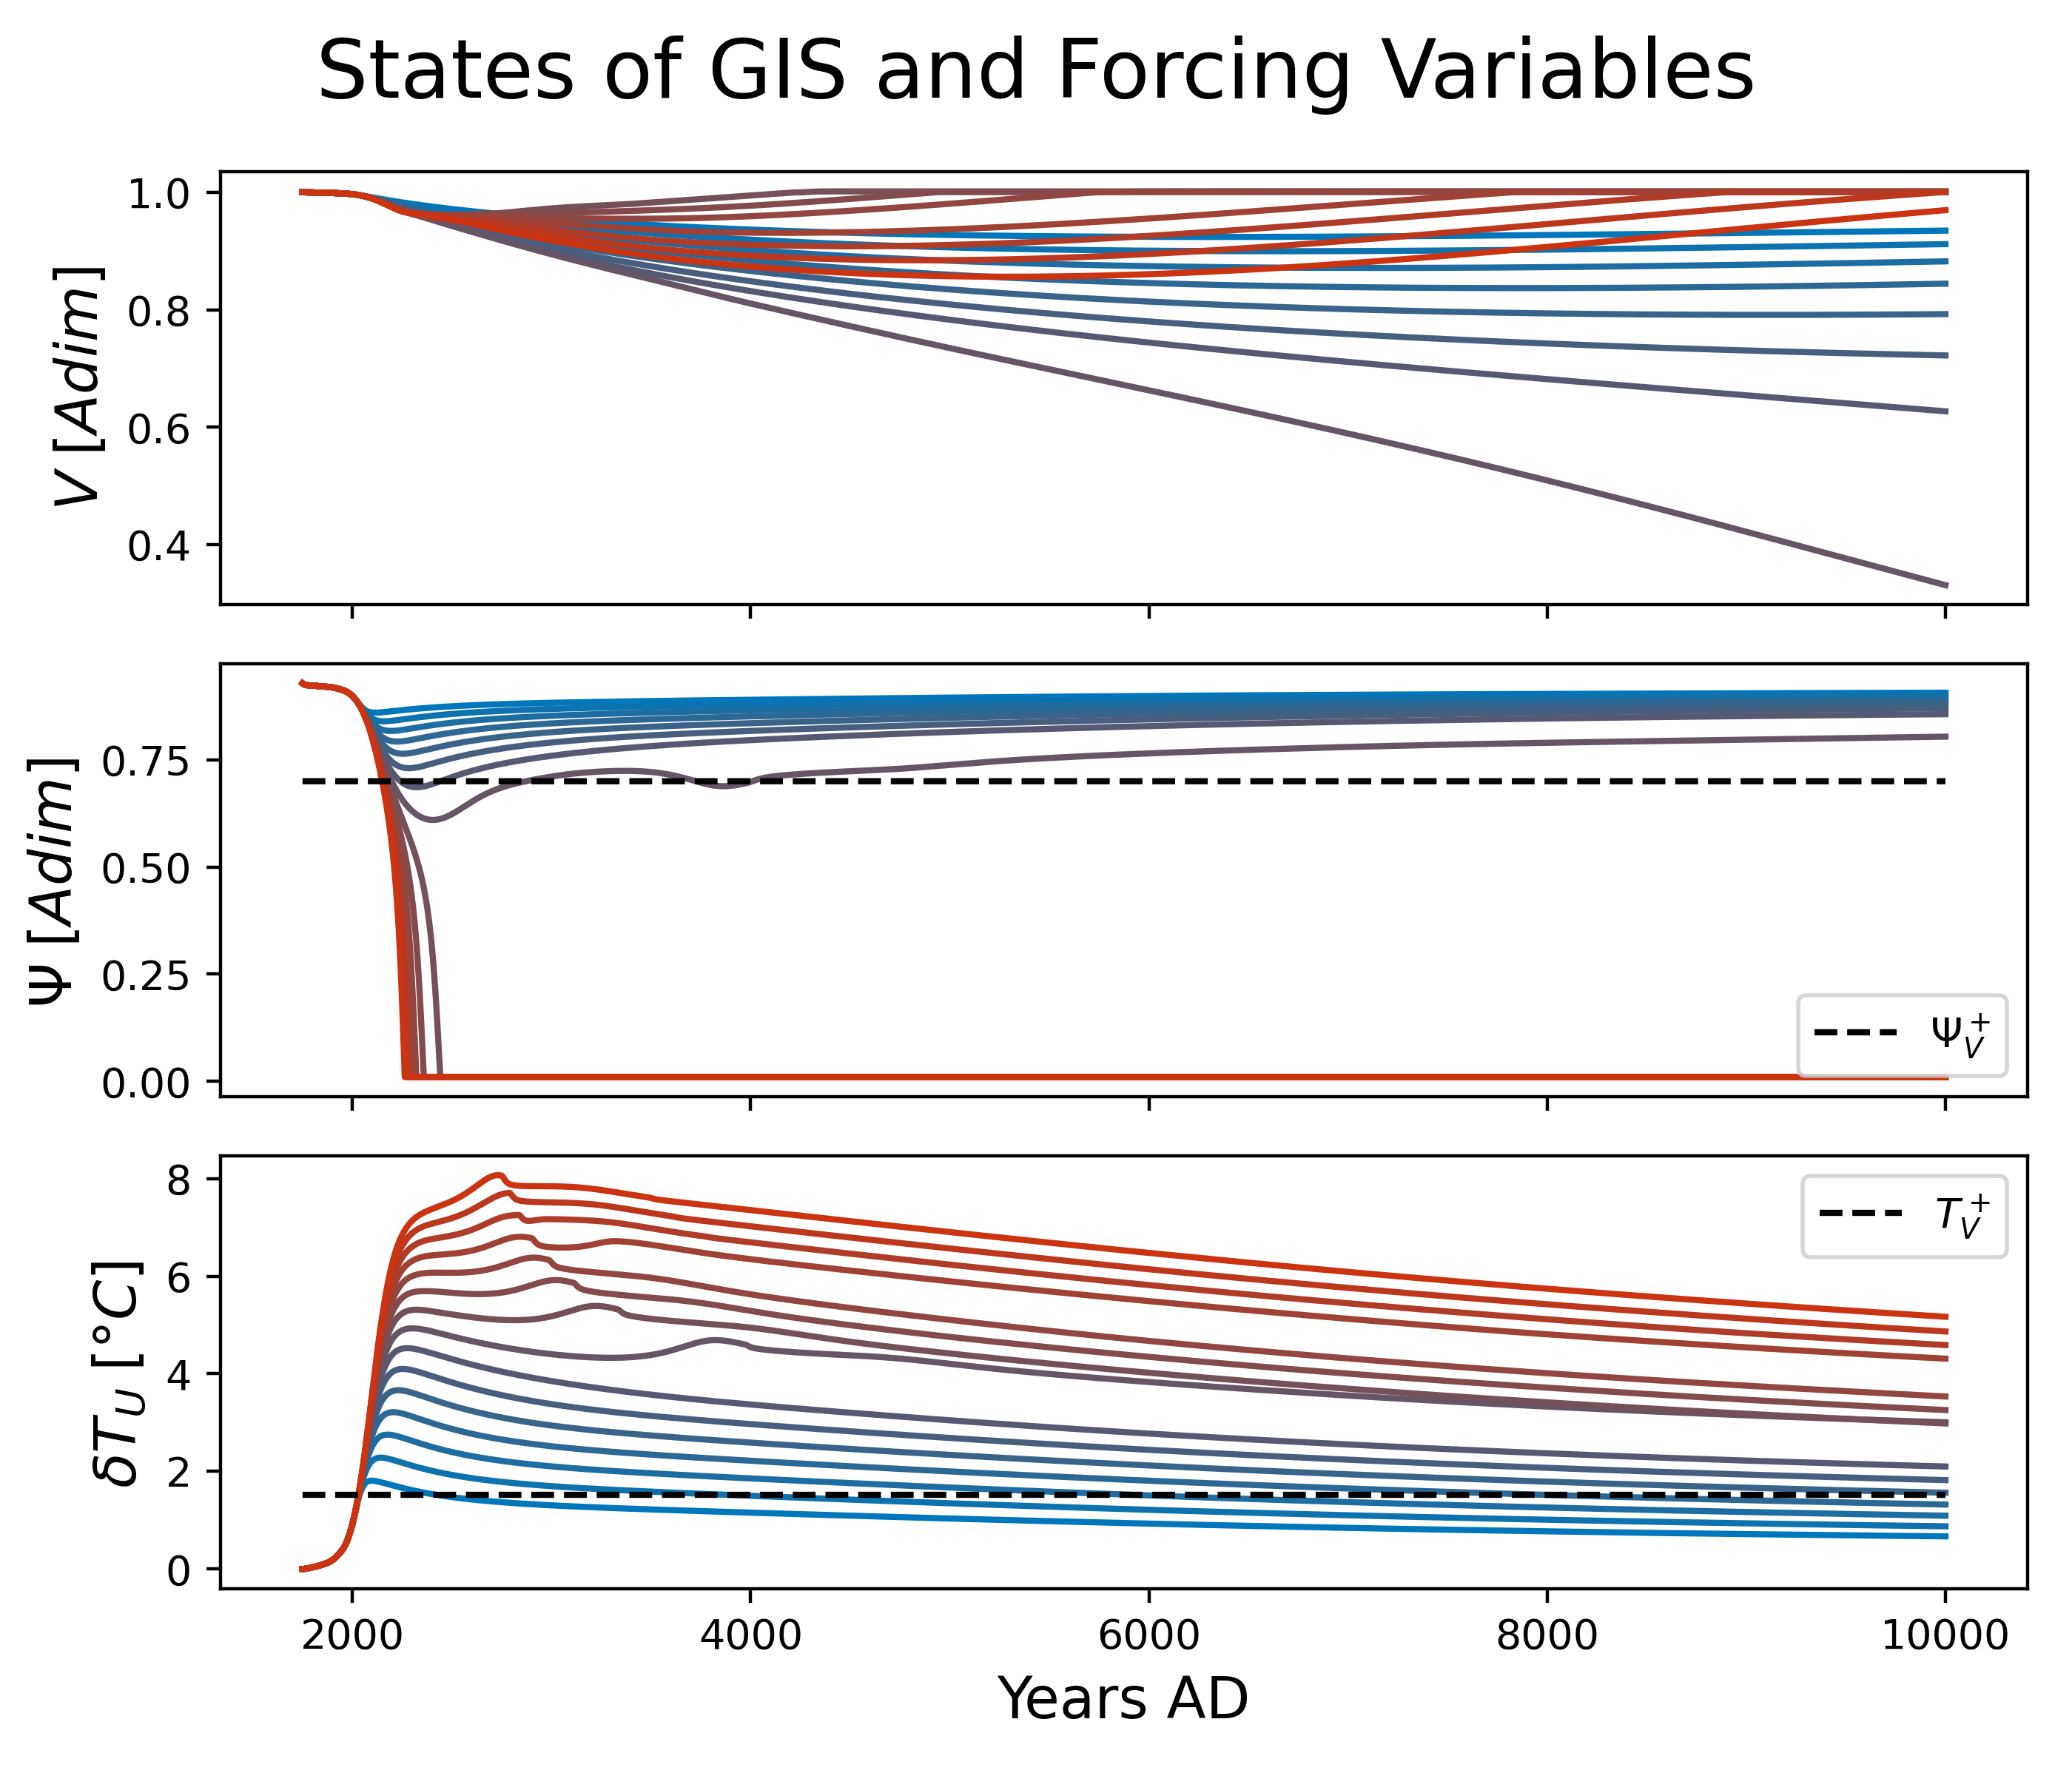 States of GIS and Forcing Variables
V [Adim]
1.0
0.8
0.6
0.4
Ψ [Adim]
0.75
0.50
0.25
0.00
Ψ_V^+
δT_U [°C]
8
6
4
2
0
T_V^+
2000 4000 6000 8000 10000
Years AD